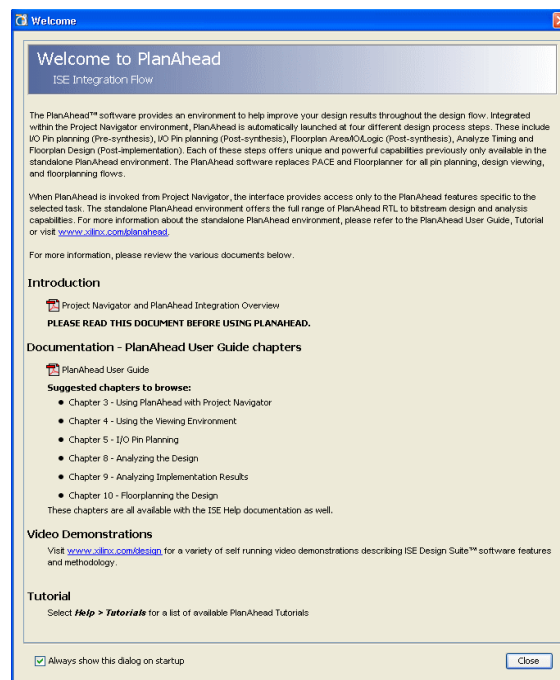 Welcome
Welcome to PlanAhead
ISE Integration Flow
The PlanAhead™ software provides an environment to help improve your design results throughout the design flow. Integrated
within the Project Navigator environment, PlanAhead is automatically launched at four different design process steps. These include
I/O Pin planning (Pre-synthesis), I/O Pin planning (Post-synthesis), Floorplan Area/IO/Logic (Post-synthesis), Analyze Timing and
Floorplan Design (Post-implementation). Each of these steps offers unique and powerful capabilities previously only available in the
standalone PlanAhead environment. The PlanAhead software replaces PACE and Floorplanner for all pin planning, design viewing,
and floorplanning flows.
When PlanAhead is invoked from Project Navigator, the interface provides access only to the PlanAhead features specific to the
selected task. The standalone PlanAhead environment offers the full range of PlanAhead RTL to bitstream design and analysis
capabilities. For more information about the standalone PlanAhead environment, please refer to the PlanAhead User Guide, Tutorial
or visit www.xilinx.com/planahead.
For more information, please review the various documents below.
Introduction
Project Navigator and PlanAhead Integration Overview
PLEASE READ THIS DOCUMENT BEFORE USING PLANAHEAD.
Documentation - PlanAhead User Guide chapters
PlanAhead User Guide
Suggested chapters to browse:
● Chapter 3 - Using PlanAhead with Project Navigator
● Chapter 4 - Using the Viewing Environment
● Chapter 5 - I/O Pin Planning
● Chapter 8 - Analyzing the Design
● Chapter 9 - Analyzing Implementation Results
● Chapter 10 - Floorplanning the Design
These chapters are all available with the ISE Help documentation as well.
Video Demonstrations
Visit www.xilinx.com/design for a variety of self running video demonstrations describing ISE Design Suite™ software features
and methodology.
Tutorial
Select Help > Tutorials for a list of available PlanAhead Tutorials
Always show this dialog on startup
Close